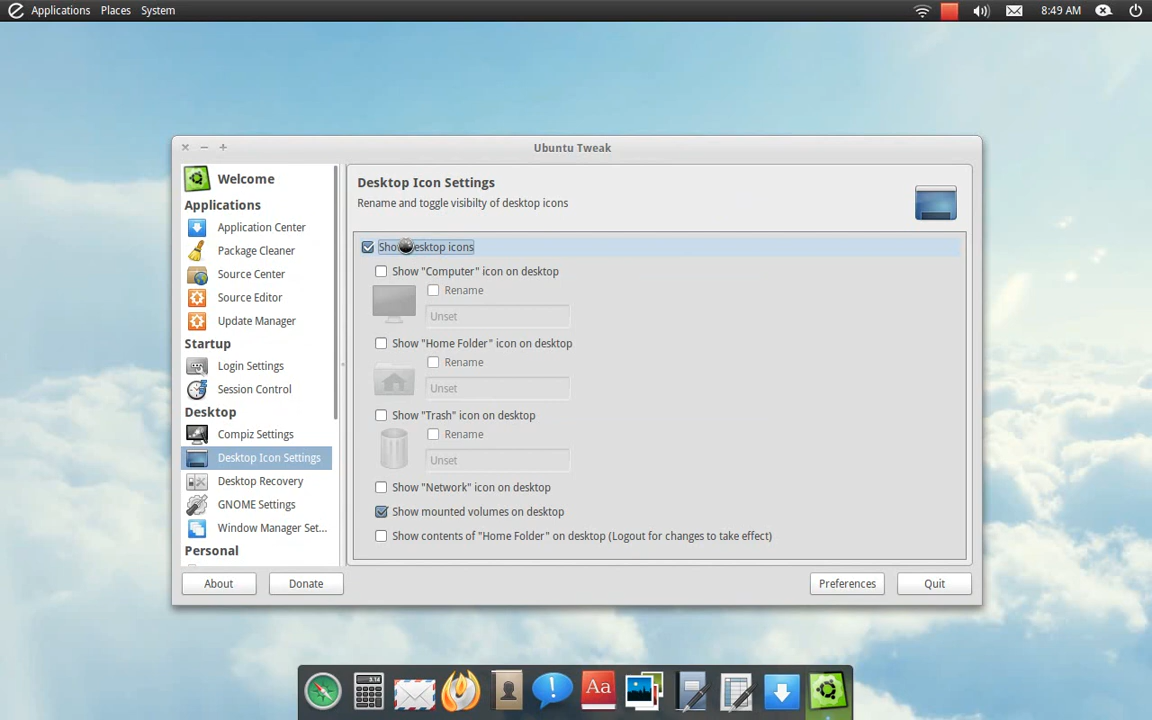 Applications Places System
8:49 AM
Ubuntu Tweak
Welcome
Applications
Application Center
Package Cleaner
Source Center
Source Editor
Update Manager
Startup
Login Settings
Session Control
Desktop
Compiz Settings
Desktop Icon Settings
Desktop Recovery
GNOME Settings
Window Manager Set...
Personal
About
Donate
Desktop Icon Settings
Rename and toggle visibilty of desktop icons
Show desktop icons
Show "Computer" icon on desktop
Rename
Unset
Show "Home Folder" icon on desktop
Rename
Unset
Show "Trash" icon on desktop
Rename
Unset
Show "Network" icon on desktop
Show mounted volumes on desktop
Show contents of "Home Folder" on desktop (Logout for changes to take effect)
Preferences
Quit
3.14
Aa